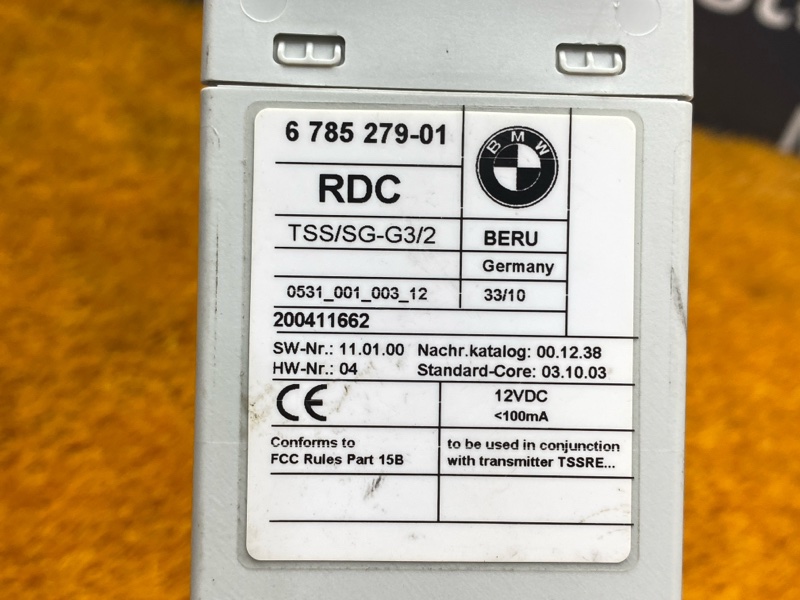 6 785 279-01
BMW
RDC
TSS/SG-G3/2
BERU
Germany
0531_001_003_12
33/10
200411662
SW-Nr.: 11.01.00 Nachr.katalog: 00.12.38
HW-Nr.: 04 Standard-Core: 03.10.03
CE
12VDC
<100mA
Conforms to
FCC Rules Part 15B
to be used in conjunction
with transmitter TSSRE...